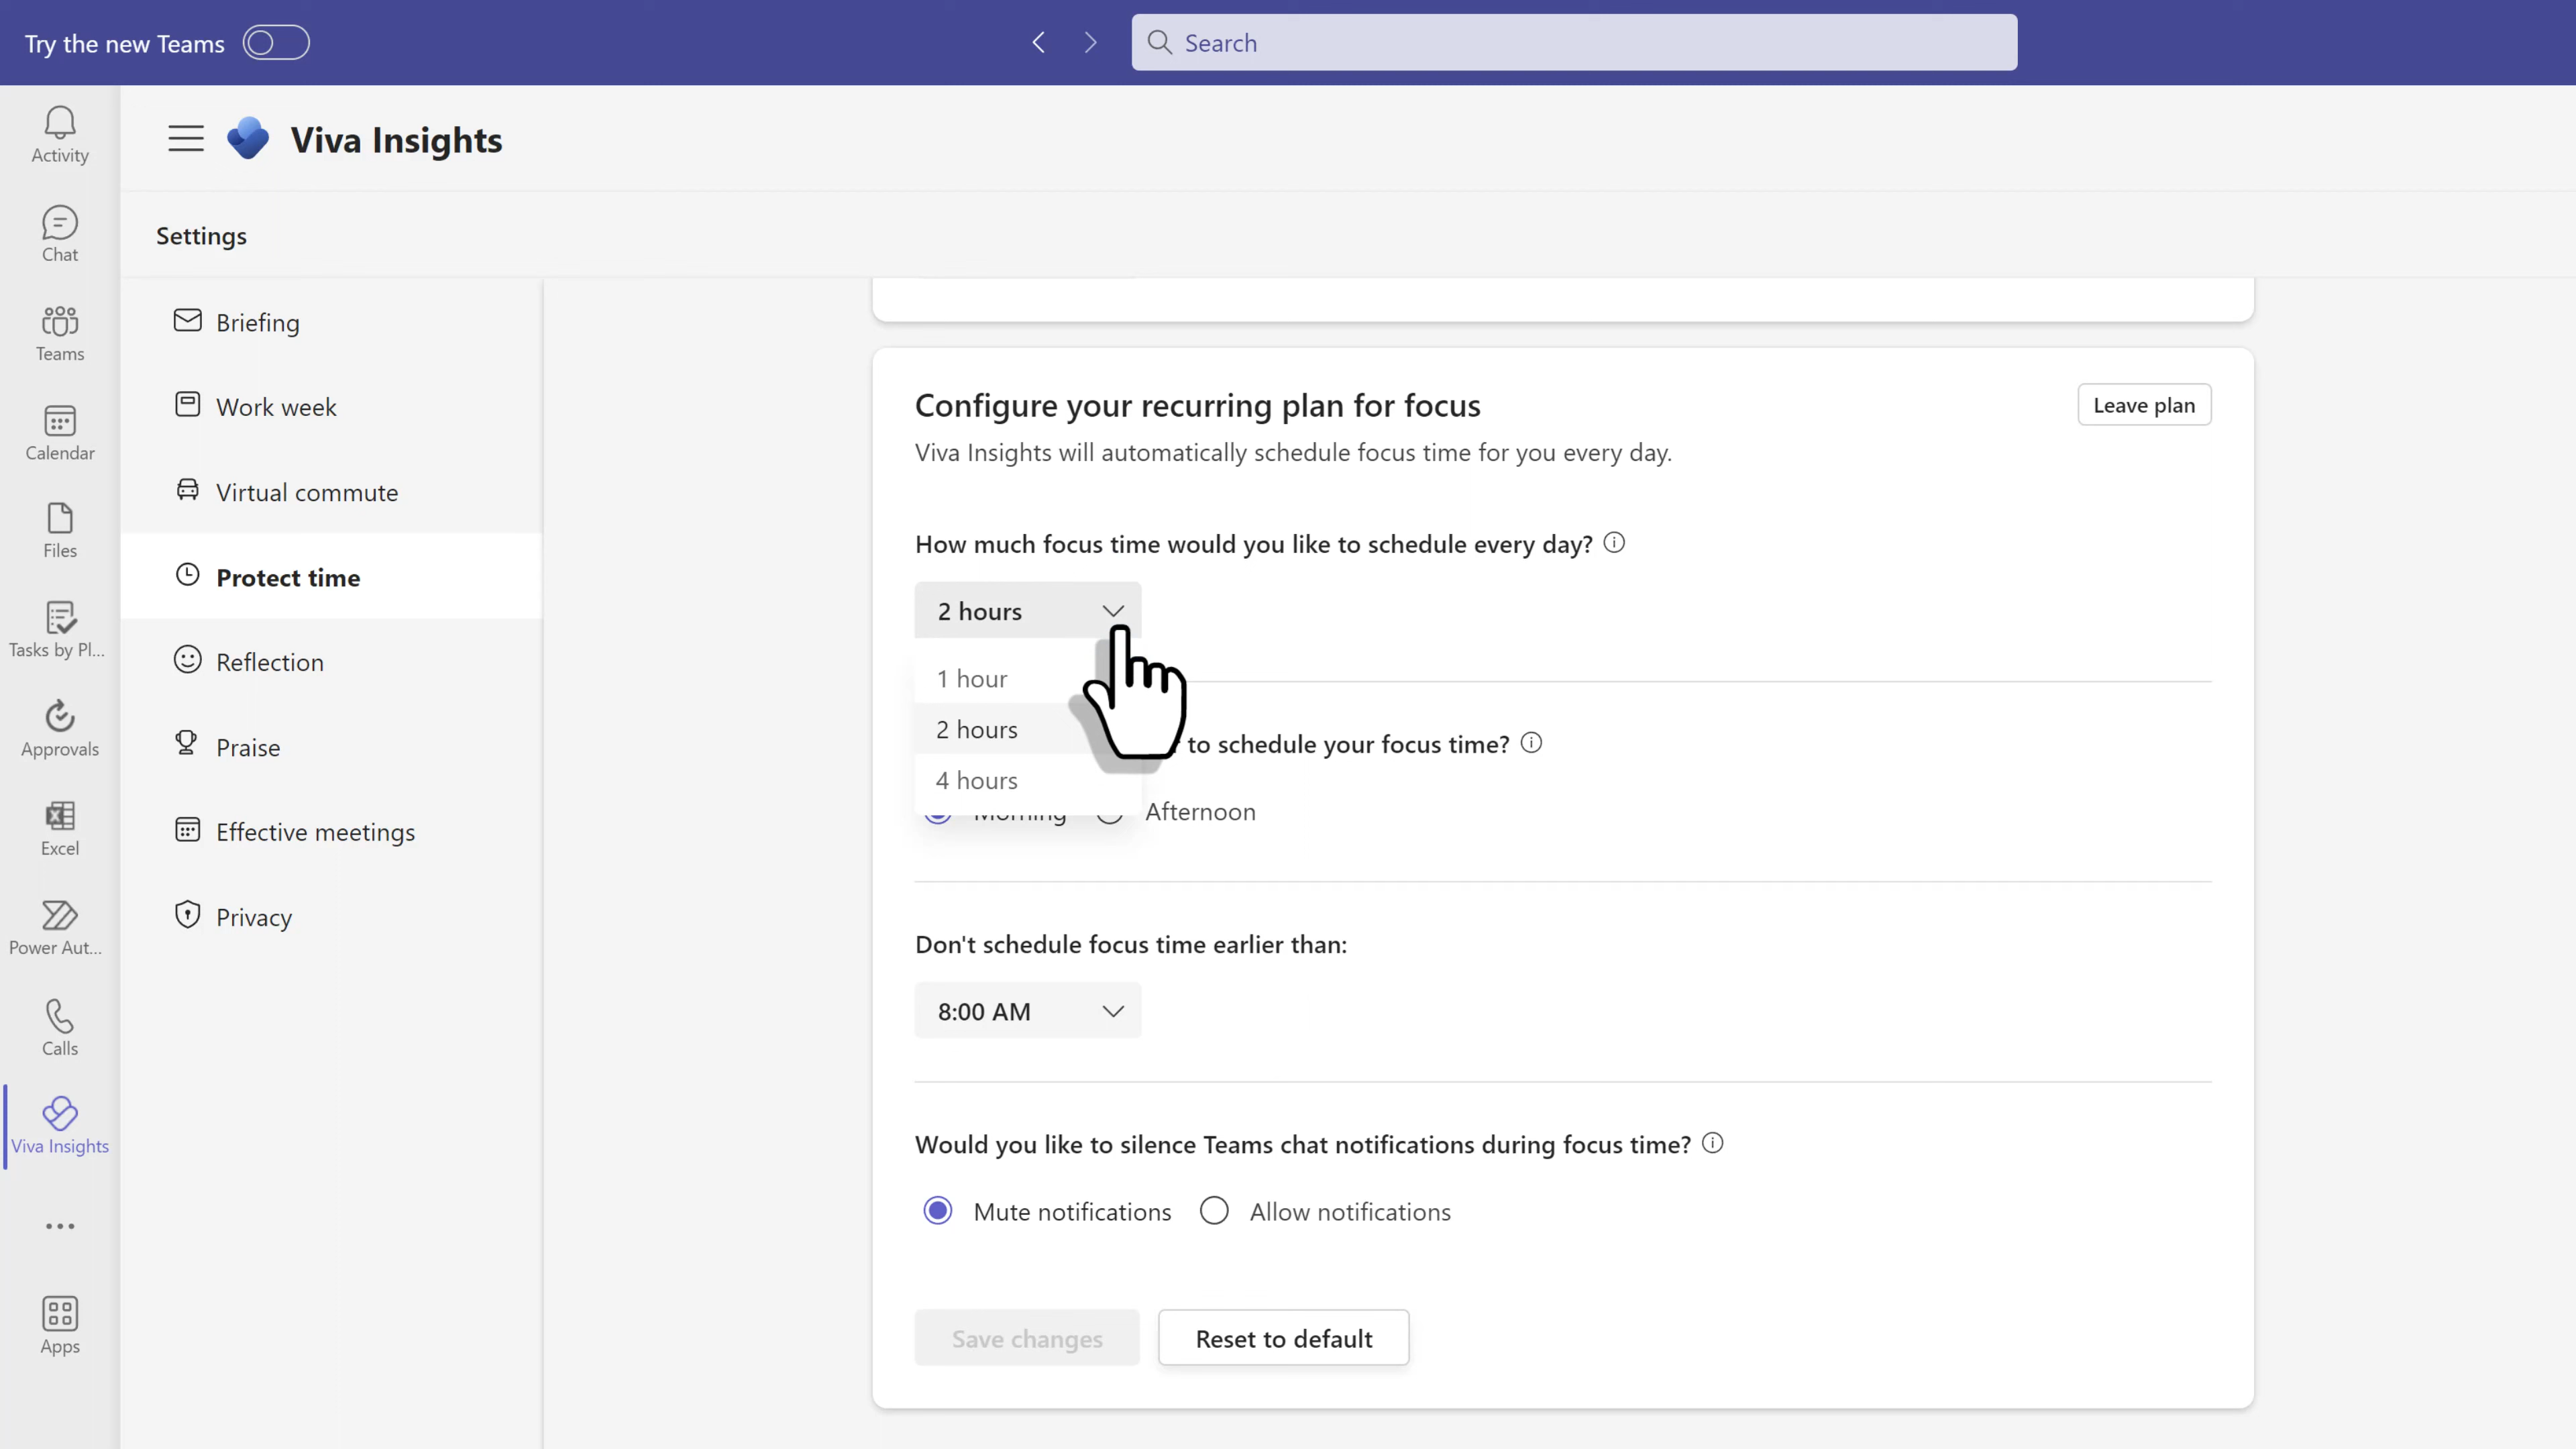 Try the new Teams
Search
Activity
Chat
Teams
Calendar
Files
Tasks by Pl...
Approvals
Excel
Power Aut...
Calls
Viva Insights
Apps
Viva Insights
Settings
Briefing
Work week
Virtual commute
Protect time
Reflection
Praise
Effective meetings
Privacy
Configure your recurring plan for focus
Leave plan
Viva Insights will automatically schedule focus time for you every day.
How much focus time would you like to schedule every day?
2 hours
1 hour
2 hours
4 hours
to schedule your focus time?
Morning Afternoon
Don't schedule focus time earlier than:
8:00 AM
Would you like to silence Teams chat notifications during focus time?
Mute notifications Allow notifications
Save changes Reset to default